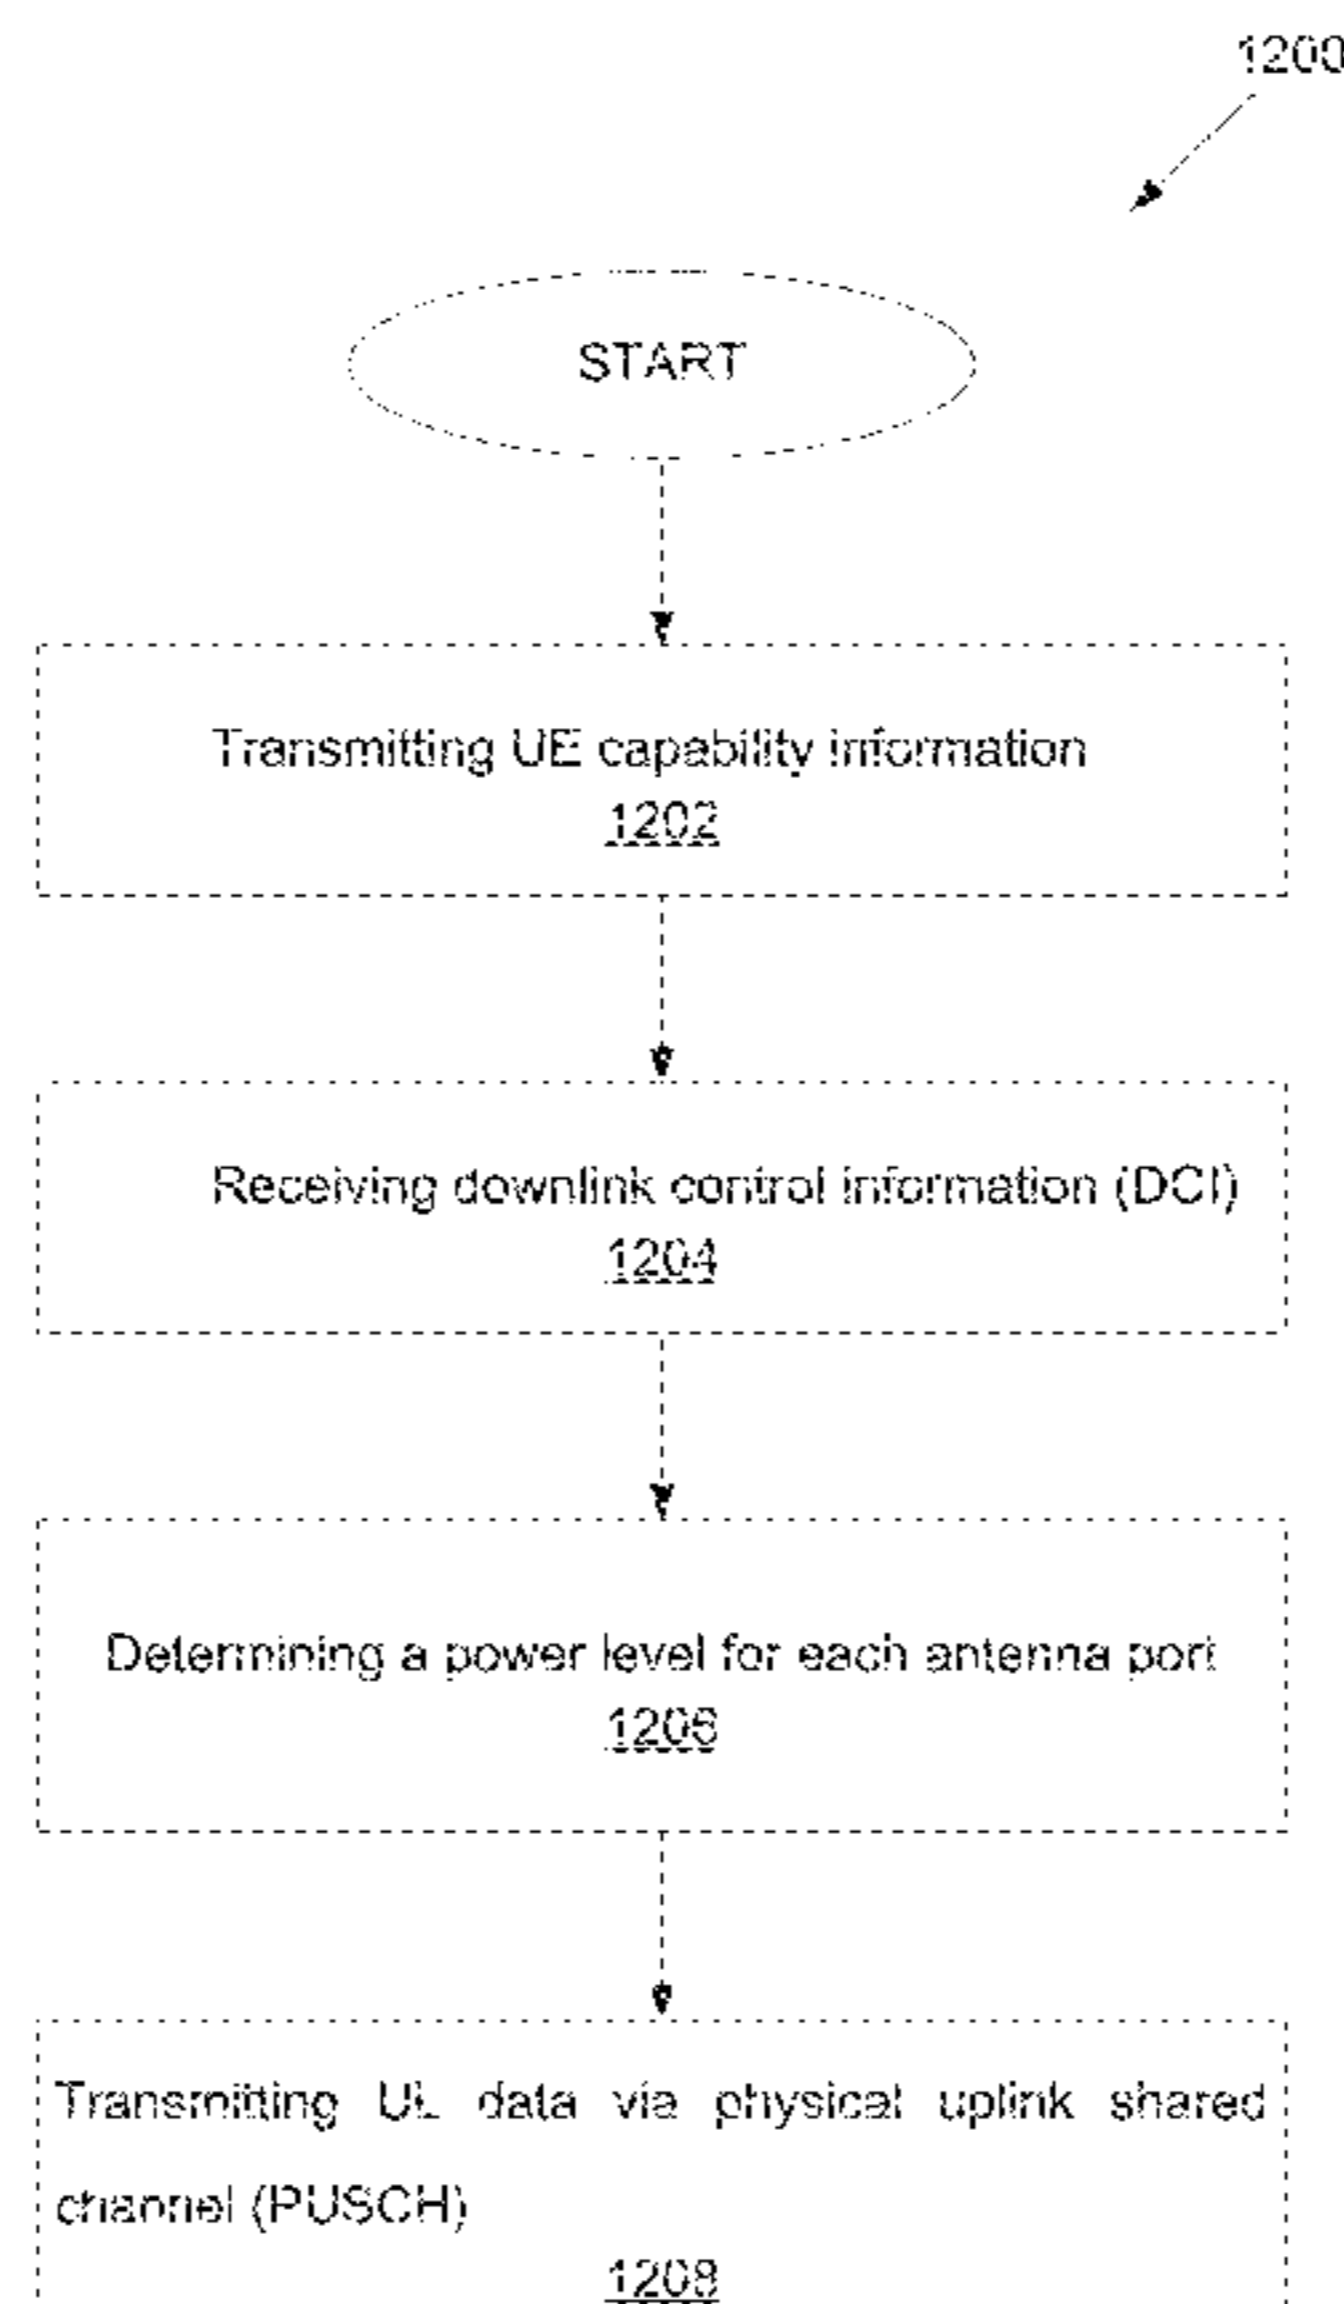 1200
START
Transmitting UE capability information
1202
Receiving downlink control information (DCI)
1204
Determining a power level for each antenna port
1206
Transmitting UL data via physical uplink shared
channel (PUSCH)
1208